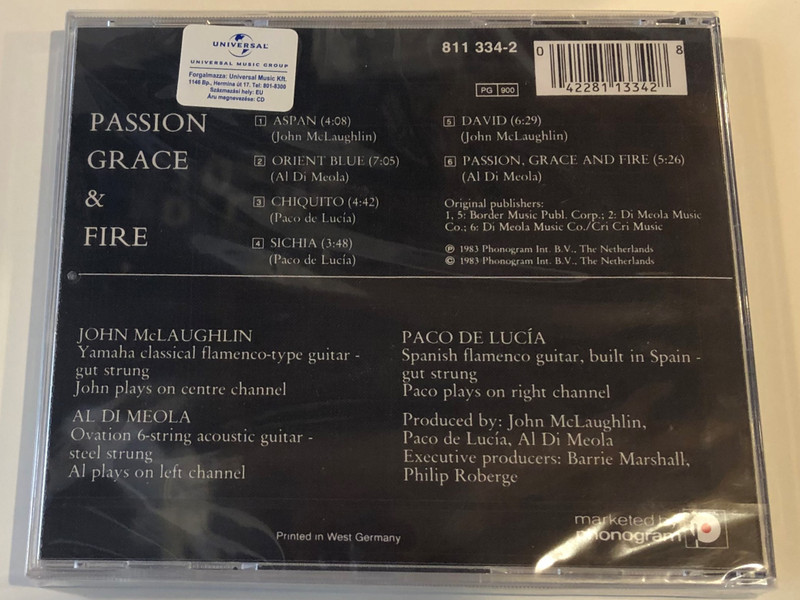 UNIVERSAL
UNIVERSAL MUSIC GROUP
Forgalmazza: Universal Music Kft.
1146 Bp., Hermina út 17. Tel: 801-8300
Származási hely: EU
Áru megnevezése: CD
811 334-2
0
8
42281 13342
PG 900
PASSION
GRACE
&
FIRE
1 ASPAN (4:08)
(John McLaughlin)
2 ORIENT BLUE (7:05)
(Al Di Meola)
3 CHIQUITO (4:42)
(Paco de Lucía)
4 SICHIA (3:48)
(Paco de Lucía)
5 DAVID (6:29)
(John McLaughlin)
6 PASSION, GRACE AND FIRE (5:26)
(Al Di Meola)
Original publishers:
1, 5: Border Music Publ. Corp.; 2: Di Meola Music
Co.; 6: Di Meola Music Co./Cri Cri Music
℗ 1983 Phonogram Int. B.V., The Netherlands
© 1983 Phonogram Int. B.V., The Netherlands
JOHN McLAUGHLIN
Yamaha classical flamenco-type guitar -
gut strung
John plays on centre channel
AL DI MEOLA
Ovation 6-string acoustic guitar -
steel strung
Al plays on left channel
PACO DE LUCÍA
Spanish flamenco guitar, built in Spain -
gut strung
Paco plays on right channel
Produced by: John McLaughlin,
Paco de Lucía, Al Di Meola
Executive producers: Barrie Marshall,
Philip Roberge
Printed in West Germany
marketed by
phonogram